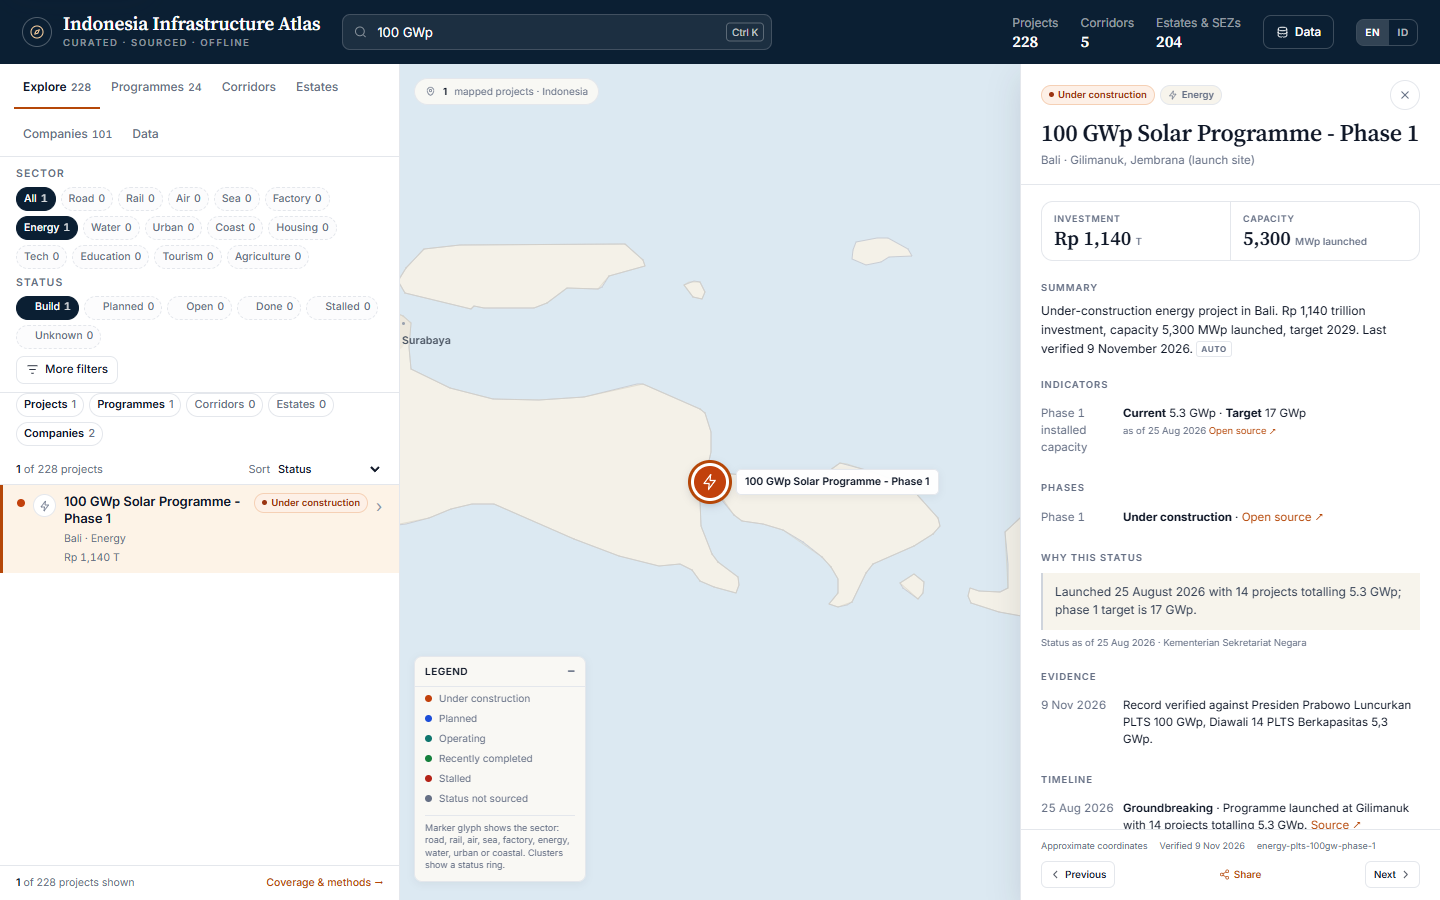 Indonesia Infrastructure Atlas
CURATED · SOURCED · OFFLINE
100 GWp
Ctrl K
Projects
228
Corridors
5
Estates & SEZs
204
Data
EN
ID
Explore 228
Programmes 24
Corridors
Estates
Companies 101
Data
SECTOR
All 1
Road 0
Rail 0
Air 0
Sea 0
Factory 0
Energy 1
Water 0
Urban 0
Coast 0
Housing 0
Tech 0
Education 0
Tourism 0
Agriculture 0
STATUS
Build 1
Planned 0
Open 0
Done 0
Stalled 0
Unknown 0
More filters
Projects 1
Programmes 1
Corridors 0
Estates 0
Companies 2
1 of 228 projects
Sort Status
100 GWp Solar Programme -
Phase 1
Under construction
Bali · Energy
Rp 1,140 T
1 of 228 projects shown
Coverage & methods →
1 mapped projects · Indonesia
Surabaya
100 GWp Solar Programme - Phase 1
LEGEND
Under construction
Planned
Operating
Recently completed
Stalled
Status not sourced
Marker glyph shows the sector:
road, rail, air, sea, factory, energy,
water, urban or coastal. Clusters
show a status ring.
Under construction
Energy
100 GWp Solar Programme - Phase 1
Bali · Gilimanuk, Jembrana (launch site)
INVESTMENT
Rp 1,140 T
CAPACITY
5,300 MWp launched
SUMMARY
Under-construction energy project in Bali. Rp 1,140 trillion
investment, capacity 5,300 MWp launched, target 2029. Last
verified 9 November 2026. AUTO
INDICATORS
Phase 1
installed
capacity
Current 5.3 GWp · Target 17 GWp
as of 25 Aug 2026 Open source ↗
PHASES
Phase 1
Under construction · Open source ↗
WHY THIS STATUS
Launched 25 August 2026 with 14 projects totalling 5.3 GWp;
phase 1 target is 17 GWp.
Status as of 25 Aug 2026 · Kementerian Sekretariat Negara
EVIDENCE
9 Nov 2026
Record verified against Presiden Prabowo Luncurkan
PLTS 100 GWp, Diawali 14 PLTS Berkapasitas 5,3
GWp.
TIMELINE
25 Aug 2026
Groundbreaking · Programme launched at Gilimanuk
with 14 projects totalling 5.3 GWp. Source ↗
Approximate coordinates
Verified 9 Nov 2026
energy-plts-100gw-phase-1
Previous
Share
Next